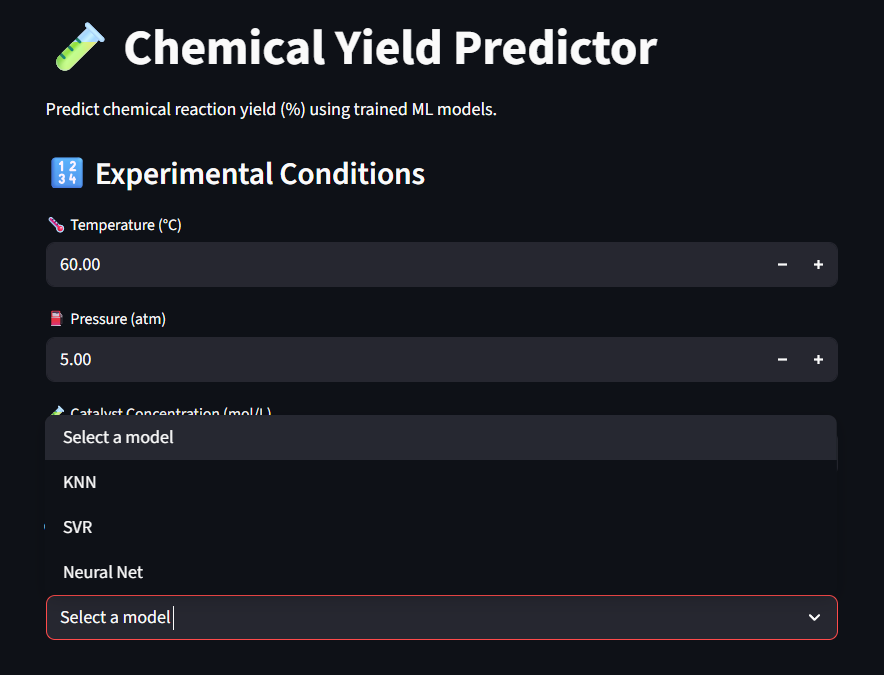 Chemical Yield Predictor
Predict chemical reaction yield (%) using trained ML models.
Experimental Conditions
Temperature (°C)
60.00
Pressure (atm)
5.00
Catalyst Concentration (mol/L)
Select a model
KNN
SVR
Neural Net
Select a model